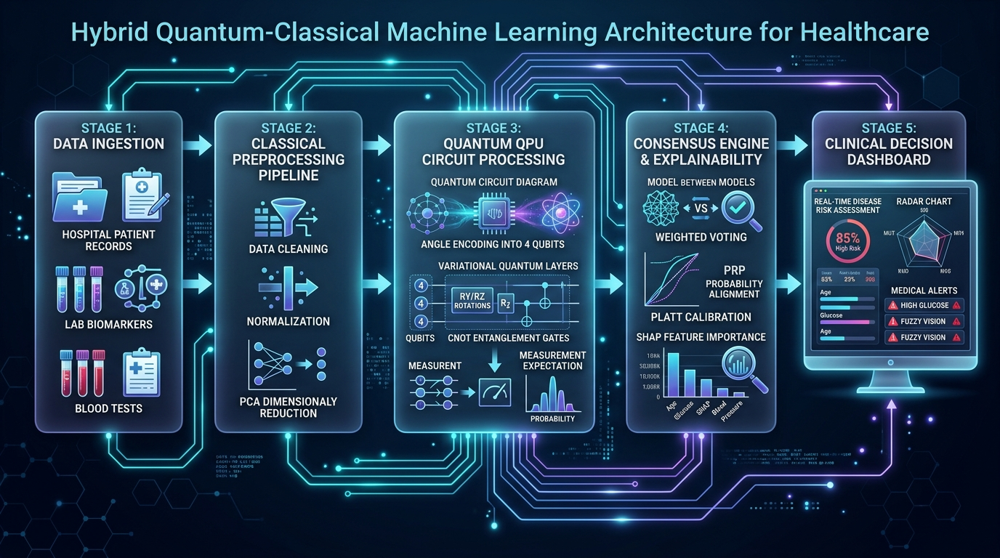 Hybrid Quantum-Classical Machine Learning Architecture for Healthcare
STAGE 1:
DATA INGESTION
HOSPITAL PATIENT
RECORDS
LAB BIOMARKERS
BLOOD TESTS
STAGE 2:
CLASSICAL
PREPROCESSING
PIPELINE
DATA CLEANING
NORMALIZATION
PCA DIMENSIONALY
REDUCTION
STAGE 3:
QUANTUM QPU
CIRCUIT PROCESSING
QUANTUM CIRCUIT DIAGRAM
ANGLE ENCODING INTO 4 QUBITS
VARIATIONAL QUANTUM LAYERS
4
4
4
RY/RZ
ROTATIONS
Rz
QUBITS
CNOT ENTANGLEMENT GATES
MEASURENT
MEASUREMENT
EXPECTATION
PROBABILITY
STAGE 4:
CONSENSUS ENGINE
& EXPLAINABILITY
MODEL BETWEEN MODELS
VS
WEIGHTED VOTING
PRP
PROBABILITY
ALIGNMENT
PLATT CALIBRATION
SHAP FEATURE IMPORTANCE
0
Age
STAGE 5:
CLINICAL DECISION
DASHBOARD
REAL-TIME DISEASE
RISK ASSESSMENT
85%
High Risk
83% 23%
Age
Glucose
Age
RADAR CHART
MEDICAL ALERTS
HIGH GLUCOSE
FUZZY VISION
FUZZY VISION